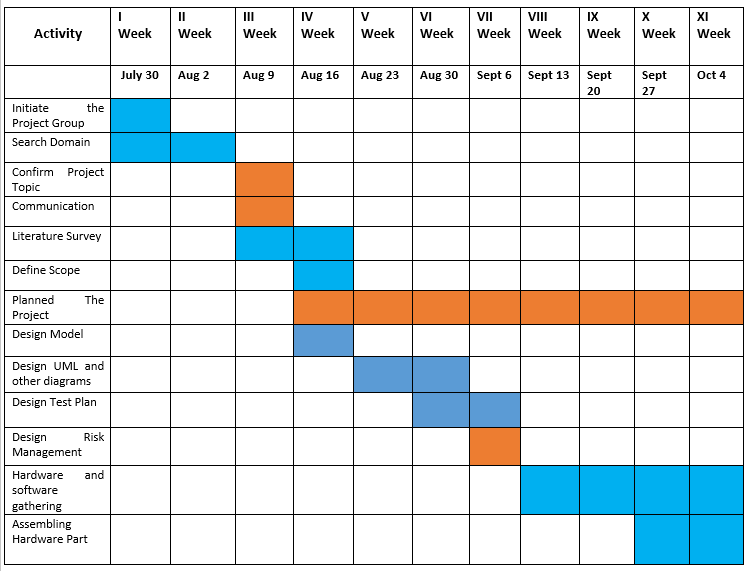 Activity
I
Week
II
Week
III
Week
IV
Week
V
Week
VI
Week
VII
Week
VIII
Week
IX
Week
X
Week
XI
Week
July 30
Aug 2
Aug 9
Aug 16
Aug 23
Aug 30
Sept 6
Sept 13
Sept
20
Sept
27
Oct 4
Initiate the
Project Group
Search Domain
Confirm Project
Topic
Communication
Literature Survey
Define Scope
Planned The
Project
Design Model
Design UML and
other diagrams
Design Test Plan
Design Risk
Management
Hardware and
software
gathering
Assembling
Hardware Part